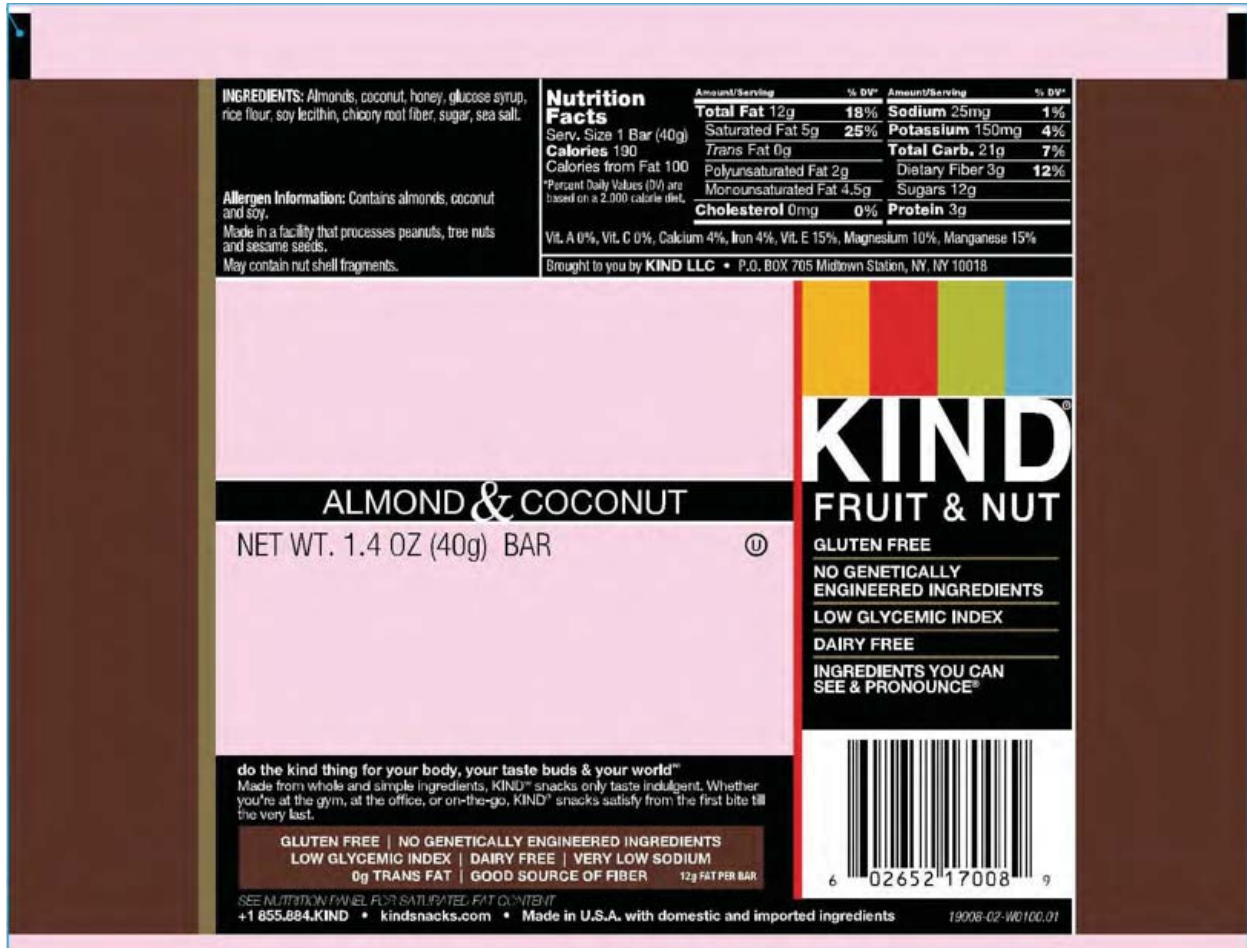 INGREDIENTS: Almonds, coconut, honey, glucose syrup,
rice flour, soy lecithin, chicory root fiber, sugar, sea salt.
Allergen Information: Contains almonds, coconut
and soy.
Made in a facility that processes peanuts, tree nuts
and sesame seeds.
May contain nut shell fragments.
Nutrition
Facts
Serv. Size 1 Bar (40g)
Calories 190
Calories from Fat 100
*Percent Daily Values (DV) are
based on a 2,000 calorie diet.
Amount/Serving % DV*
Total Fat 12g 18%
Saturated Fat 5g 25%
Trans Fat 0g
Polyunsaturated Fat 2g
Monounsaturated Fat 4.5g
Cholesterol 0mg 0%
Amount/Serving % DV*
Sodium 25mg 1%
Potassium 150mg 4%
Total Carb. 21g 7%
Dietary Fiber 3g 12%
Sugars 12g
Protein 3g
Vit. A 0%, Vit. C 0%, Calcium 4%, Iron 4%, Vit. E 15%, Magnesium 10%, Manganese 15%
Brought to you by KIND LLC • P.O. BOX 705 Midtown Station, NY, NY 10018
ALMOND & COCONUT
NET WT. 1.4 OZ (40g) BAR
U
KIND®
FRUIT & NUT
GLUTEN FREE
NO GENETICALLY
ENGINEERED INGREDIENTS
LOW GLYCEMIC INDEX
DAIRY FREE
INGREDIENTS YOU CAN
SEE & PRONOUNCE®
do the kind thing for your body, your taste buds & your world™
Made from whole and simple ingredients, KIND™ snacks only taste indulgent. Whether
you're at the gym, at the office, or on-the-go, KIND® snacks satisfy from the first bite till
the very last.
GLUTEN FREE | NO GENETICALLY ENGINEERED INGREDIENTS
LOW GLYCEMIC INDEX | DAIRY FREE | VERY LOW SODIUM
0g TRANS FAT | GOOD SOURCE OF FIBER 12g FAT PER BAR
SEE NUTRITION PANEL FOR SATURATED FAT CONTENT
+1 855.884.KIND • kindsnacks.com • Made in U.S.A. with domestic and imported ingredients
19008-02-W0100.01
6 02652 17008 9